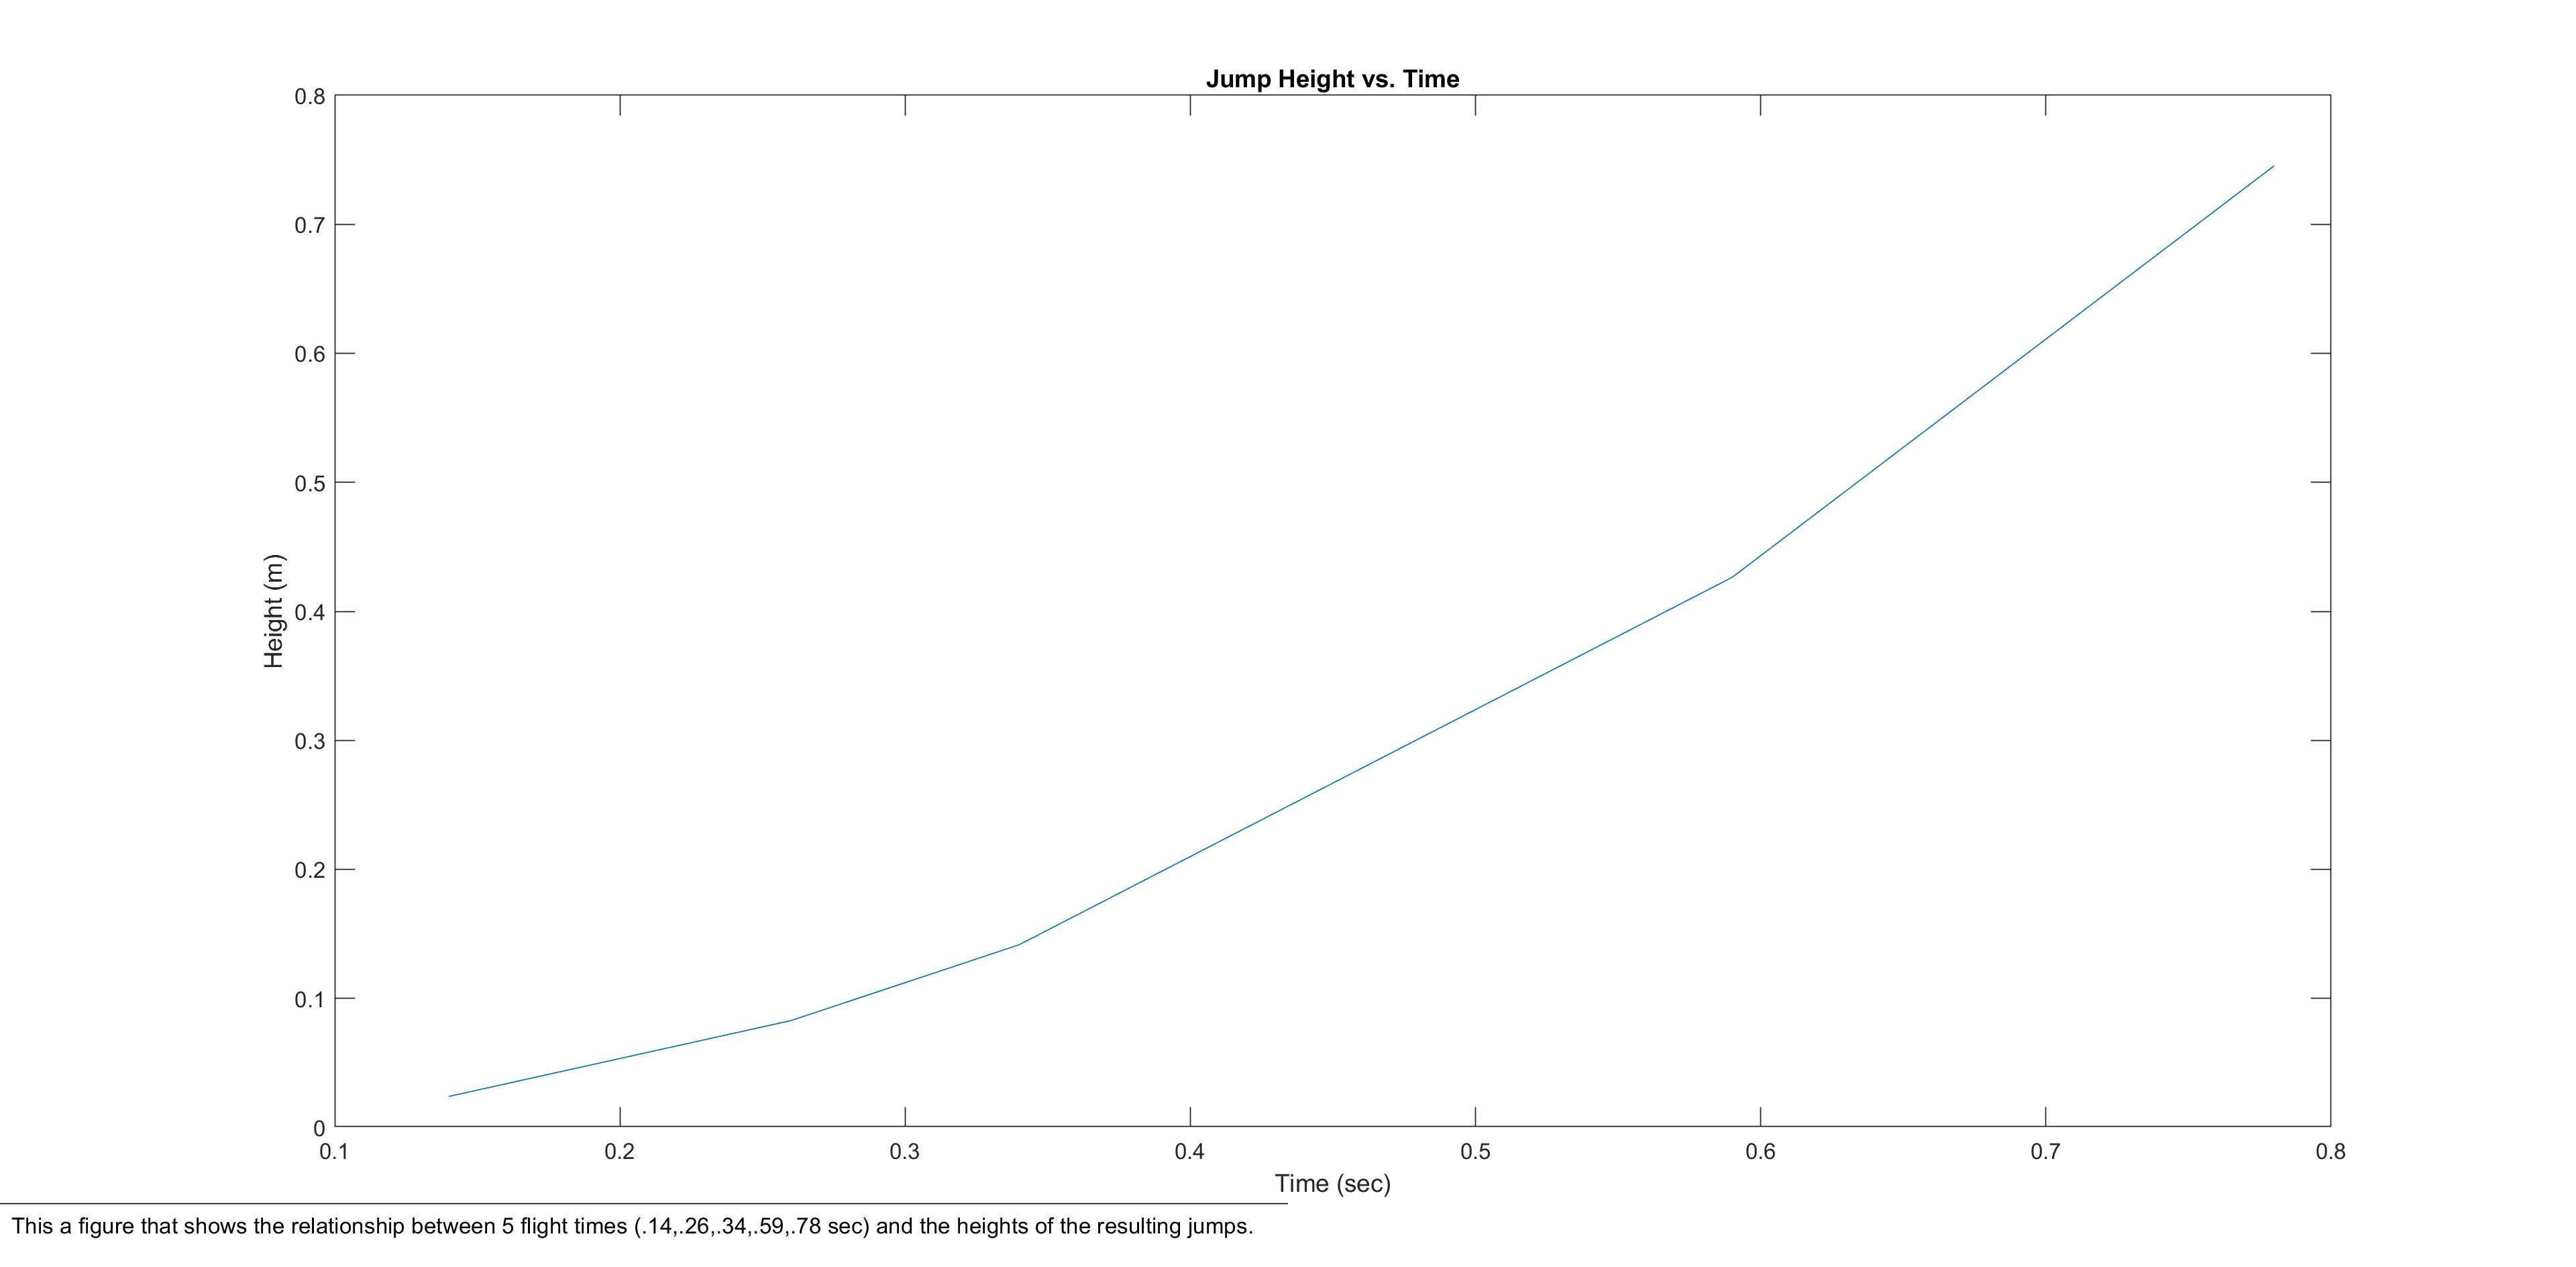 Jump Height vs. Time
0.8
0.7
0.6
0.5
0.4
0.3
0.2
0.1
0
Height (m)
0.1 0.2 0.3 0.4 0.5 0.6 0.7 0.8
Time (sec)
This a figure that shows the relationship between 5 flight times (.14,.26,.34,.59,.78 sec) and the heights of the resulting jumps.